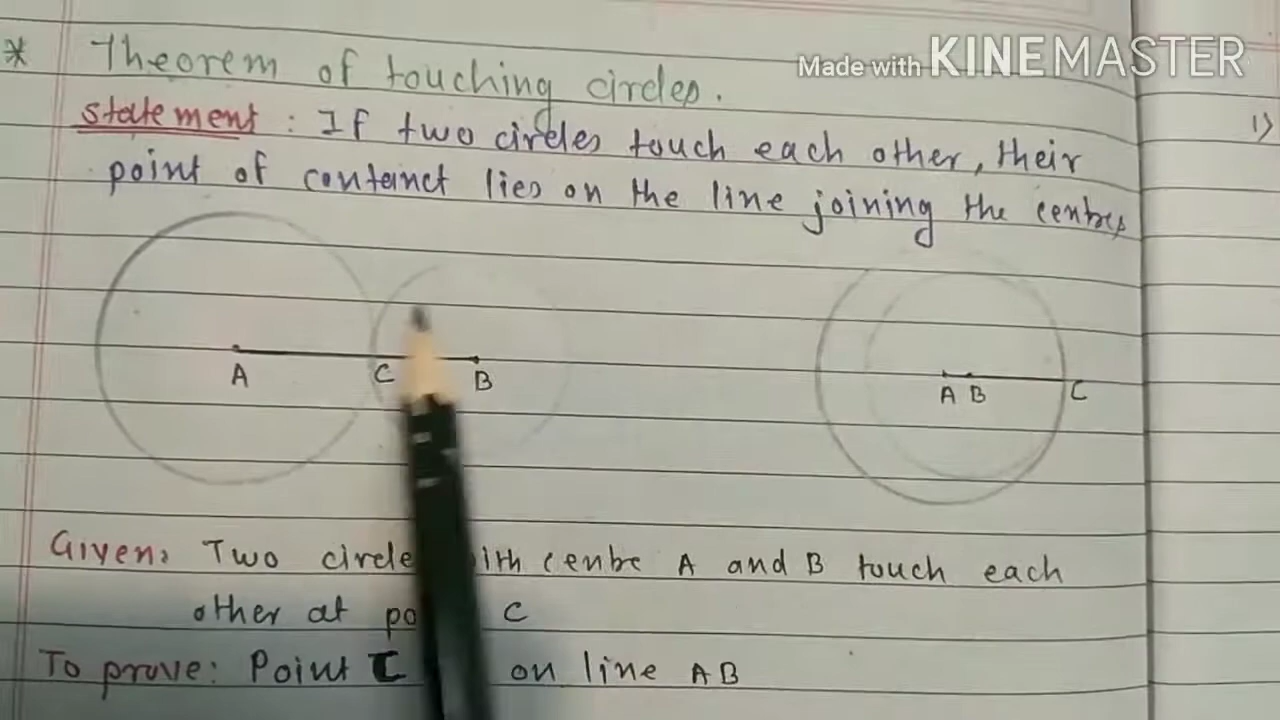 Made with KINEMASTER
* Theorem of touching circles.
statement: If two circles touch each other, their
point of contanct lies on the line joining the centres
A C B
A B C
1)
Given: Two circle with centre A and B touch each
other at C
To prove: Point C on line AB